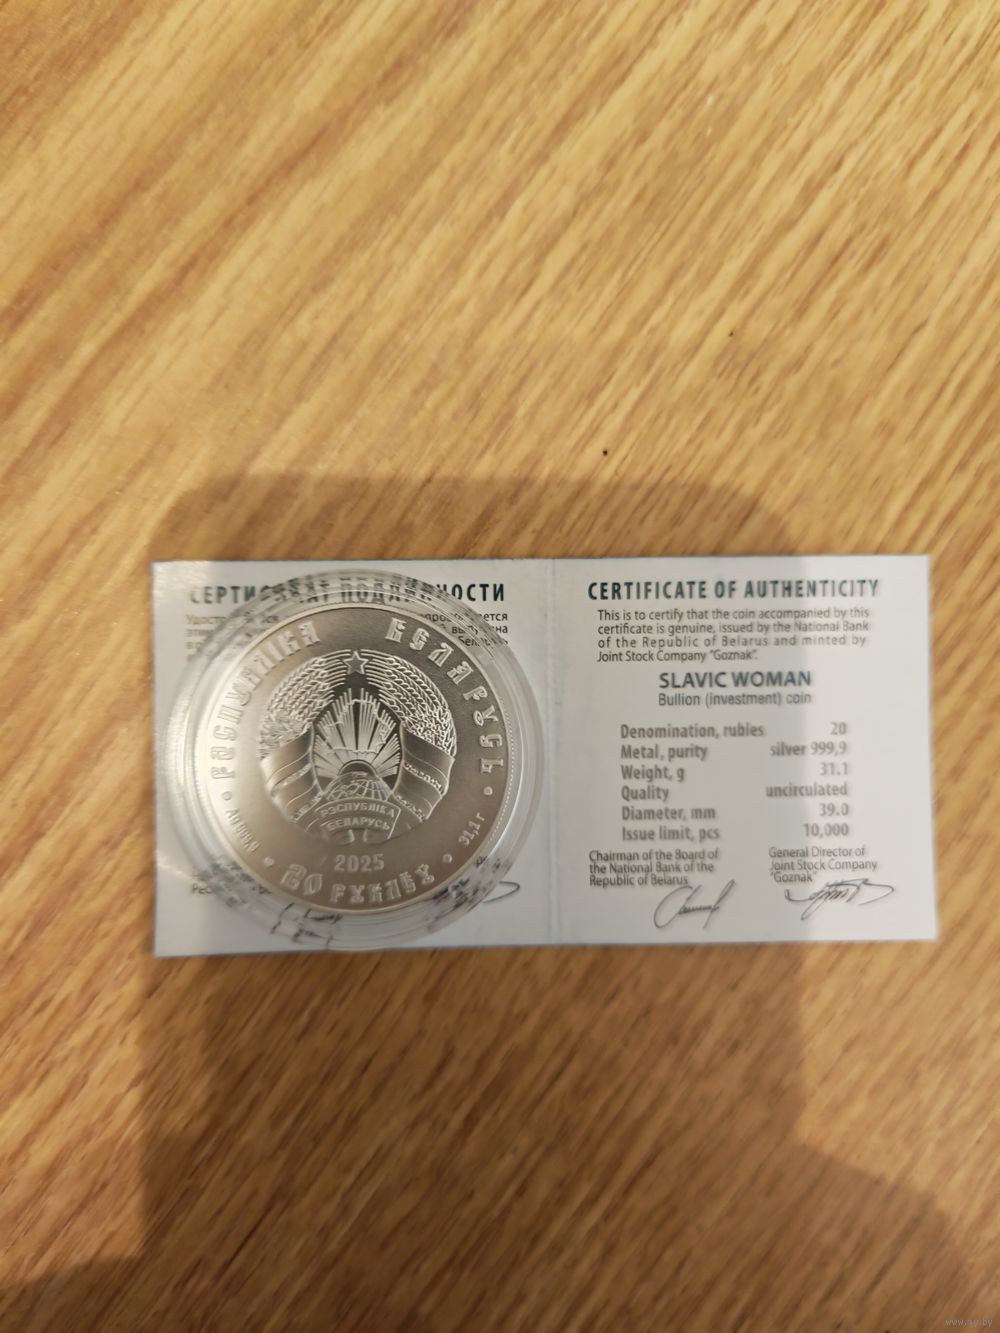 СЕРТИФИКАТ ПОДЛИННОСТИ
РЭСПУБЛІКА БЕЛАРУСЬ
РЭСПУБЛІКА
БЕЛАРУСЬ
2025
20 РУБЛЁЎ
31,1 г
CERTIFICATE OF AUTHENTICITY
This is to certify that the coin accompanied by this
certificate is genuine, issued by the National Bank
of the Republic of Belarus and minted by
Joint Stock Company "Goznak".
SLAVIC WOMAN
Bullion (investment) coin
Denomination, rubles 20
Metal, purity silver 999,9
Weight, g 31.1
Quality uncirculated
Diameter, mm 39.0
Issue limit, pcs 10,000
Chairman of the Board of
the National Bank of the
Republic of Belarus
General Director of
Joint Stock Company
"Goznak"